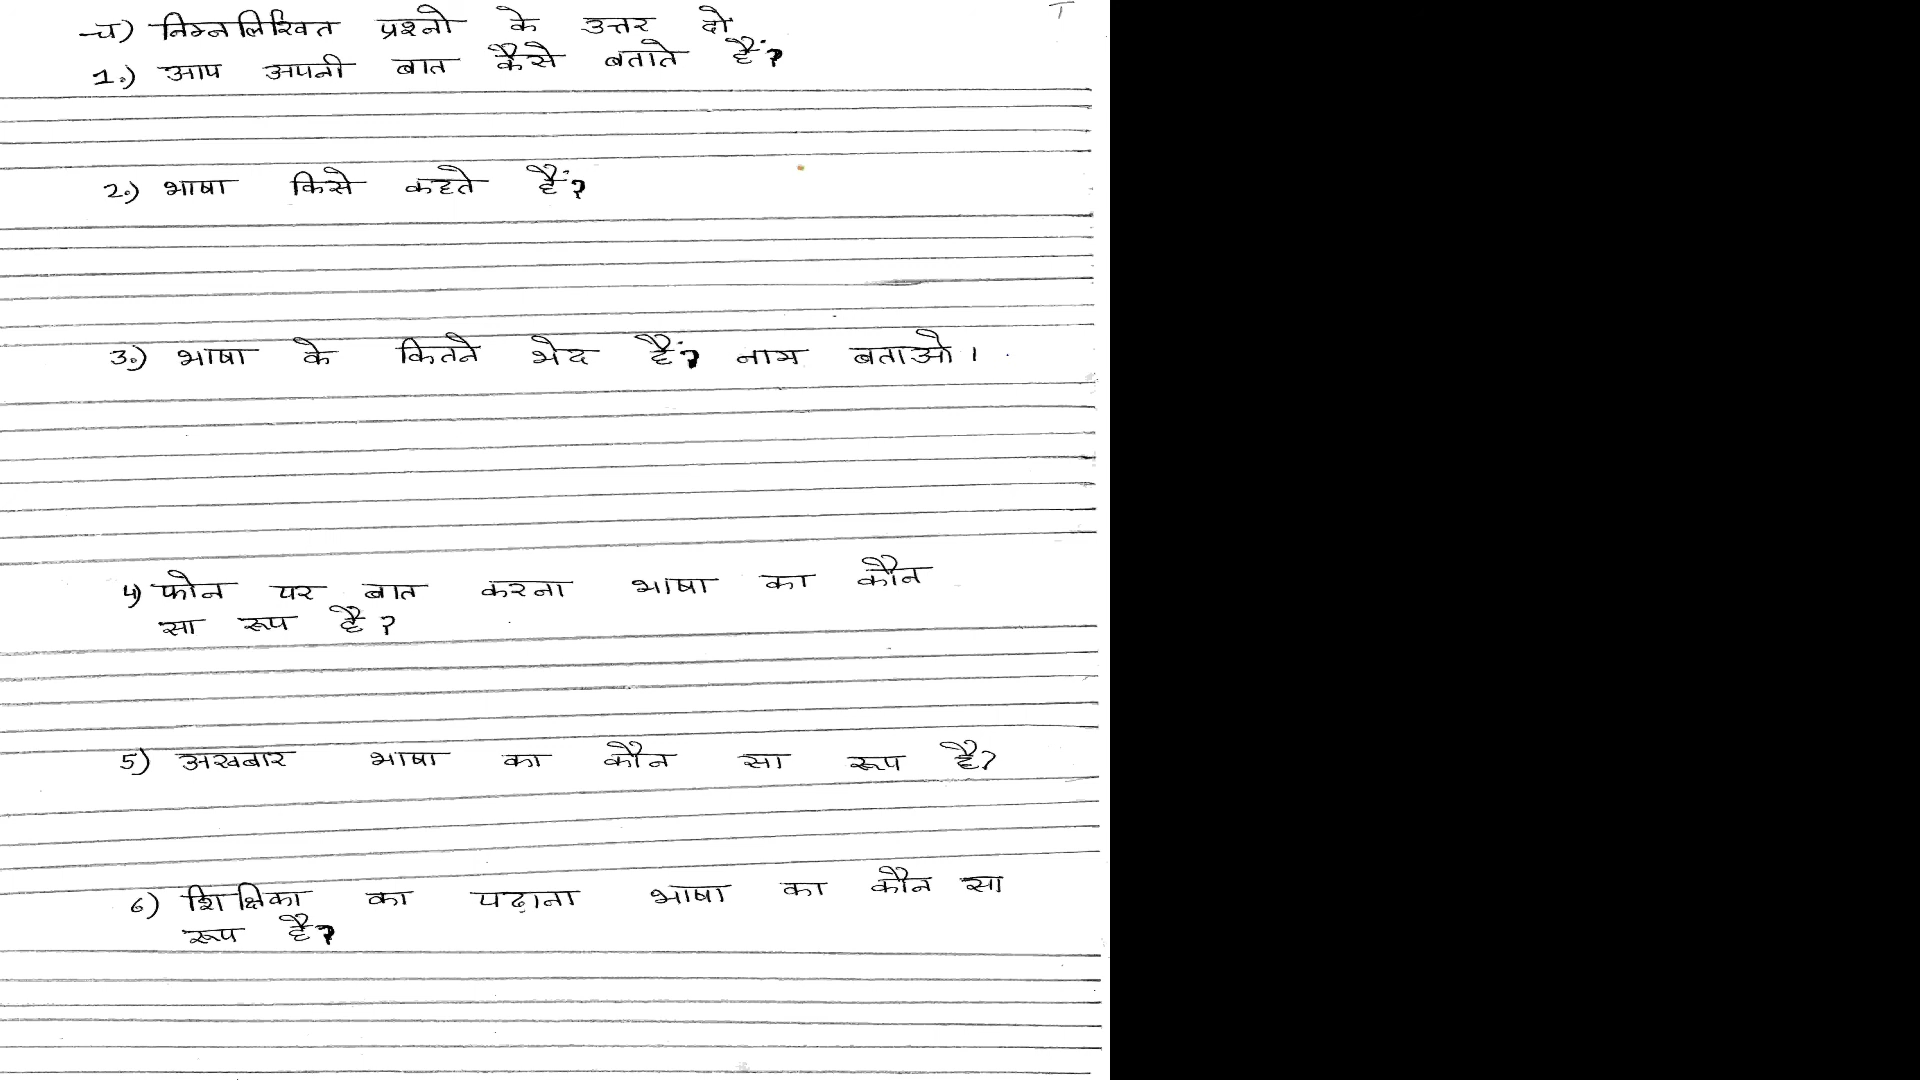 च) निम्नलिखित प्रश्नो के उत्तर दो
1.) आप अपनी बात कैसे बताते हैं?
2.) भाषा किसे कहते हैं?
3.) भाषा के कितने भेद हैं? नाम बताओ।
4) फोन पर बात करना भाषा का कौन
सा रूप है?
5) अखबार भाषा का कौन सा रूप है?
6) शिक्षिका का पढ़ाना भाषा का कौन सा
रूप है?